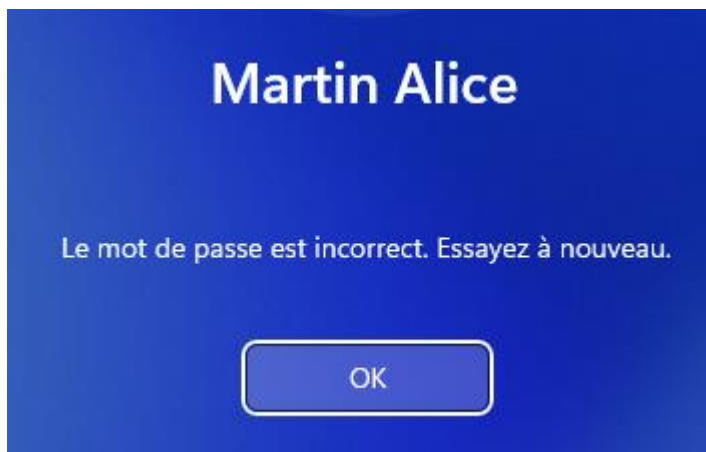 Martin Alice
Le mot de passe est incorrect. Essayez à nouveau.
OK